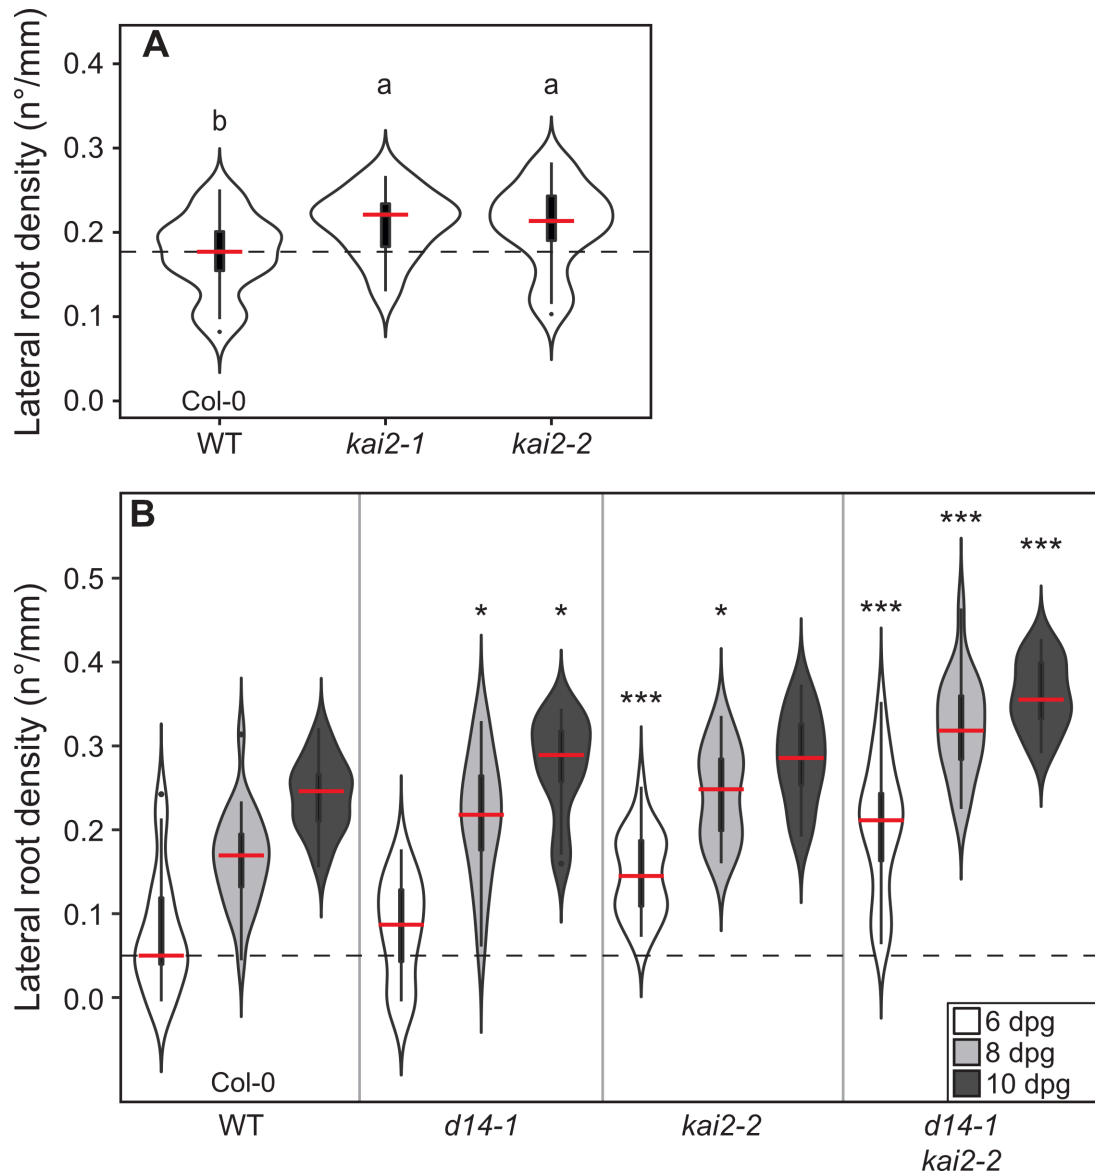 A
Lateral root density (n°/mm)
0.4
0.3
0.2
0.1
0.0
b
a
a
Col-0
WT
kai2-1
kai2-2
B
Lateral root density (n°/mm)
0.5
0.4
0.3
0.2
0.1
0.0
*
*
***
*
***
***
***
6 dpg
8 dpg
10 dpg
Col-0
WT
d14-1
kai2-2
d14-1
kai2-2